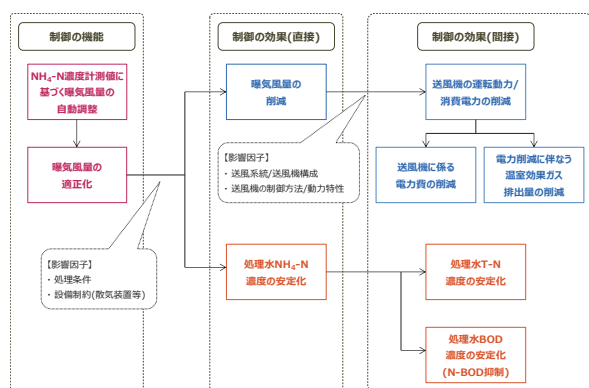 制御の機能
NH₄-N濃度計測値に
基づく曝気風量の
自動調整
曝気風量の
適正化
【影響因子】
・処理条件
・設備制約(散気装置等)
制御の効果(直接)
曝気風量の
削減
【影響因子】
・送風系統/送風機構成
・送風機の制御方法/動力特性
処理水NH₄-N
濃度の安定化
制御の効果(間接)
送風機の運転動力/
消費電力の削減
送風機に係る
電力費の削減
電力削減に伴なう
温室効果ガス
排出量の削減
処理水T-N
濃度の安定化
処理水BOD
濃度の安定化
(N-BOD抑制)